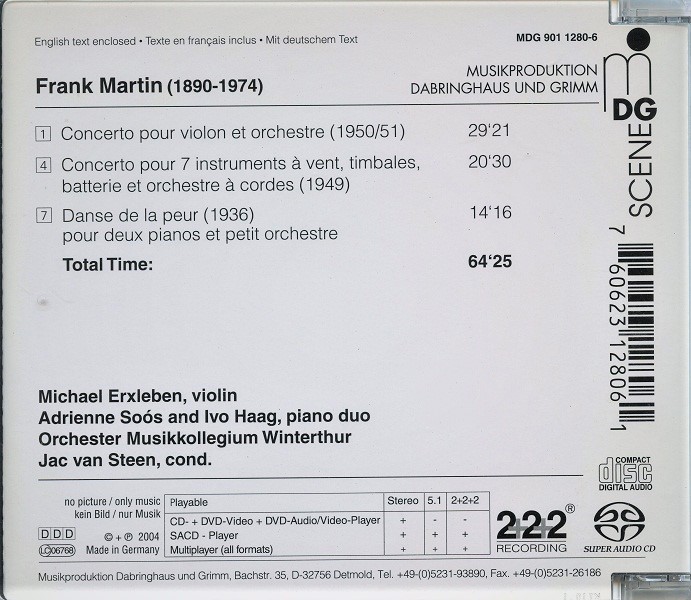 English text enclosed • Texte en français inclus • Mit deutschem Text
MDG 901 1280-6
Frank Martin (1890-1974)
MUSIKPRODUKTION
DABRINGHAUS UND GRIMM
mDG
SCENE
1 Concerto pour violon et orchestre (1950/51) 29'21
4 Concerto pour 7 instruments à vent, timbales, 20'30
batterie et orchestre à cordes (1949)
7 Danse de la peur (1936) 14'16
pour deux pianos et petit orchestre
Total Time: 64'25
7 60623 12806 1
Michael Erxleben, violin
Adrienne Soós and Ivo Haag, piano duo
Orchester Musikkollegium Winterthur
Jac van Steen, cond.
COMPACT
disc
DIGITAL AUDIO
no picture / only music
kein Bild / nur Musik
DDD © + ℗ 2004
LC 06768 Made in Germany
Playable Stereo 5.1 2+2+2
CD- + DVD-Video + DVD-Audio/Video-Player + - -
SACD - Player + + +
Multiplayer (all formats) + + +
2+2+2®
RECORDING
SUPER AUDIO CD
Musikproduktion Dabringhaus und Grimm, Bachstr. 35, D-32756 Detmold, Tel. +49-(0)5231-93890, Fax. +49-(0)5231-26186